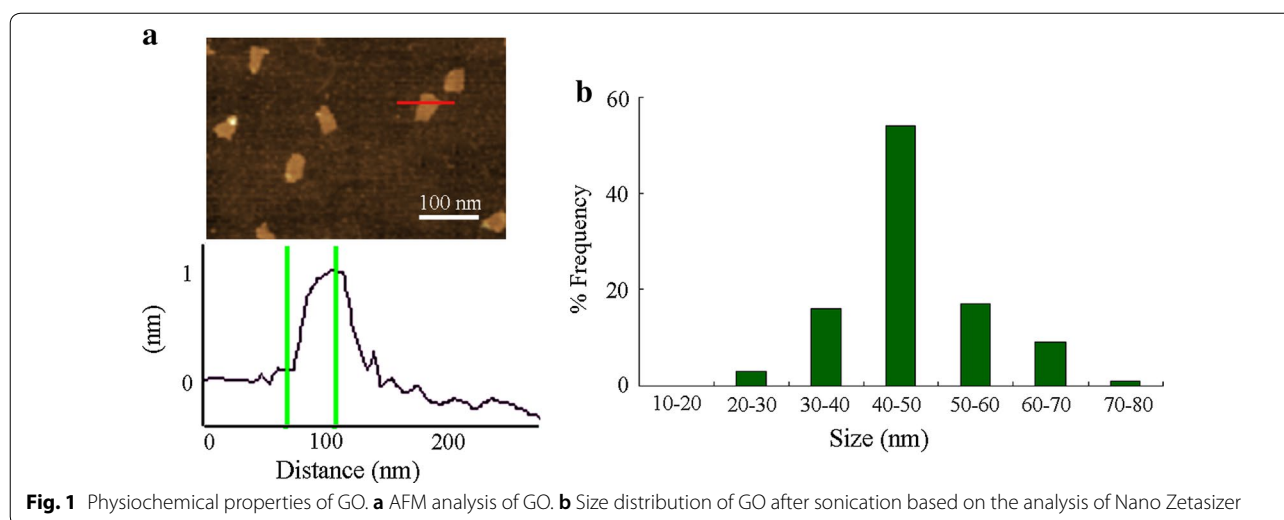 a
100 nm
1
(nm)
0
0 100 200
Distance (nm)
b
60
40
20
0
% Frequency
10-20 20-30 30-40 40-50 50-60 60-70 70-80
Size (nm)
Fig. 1 Physiochemical properties of GO. a AFM analysis of GO. b Size distribution of GO after sonication based on the analysis of Nano Zetasizer